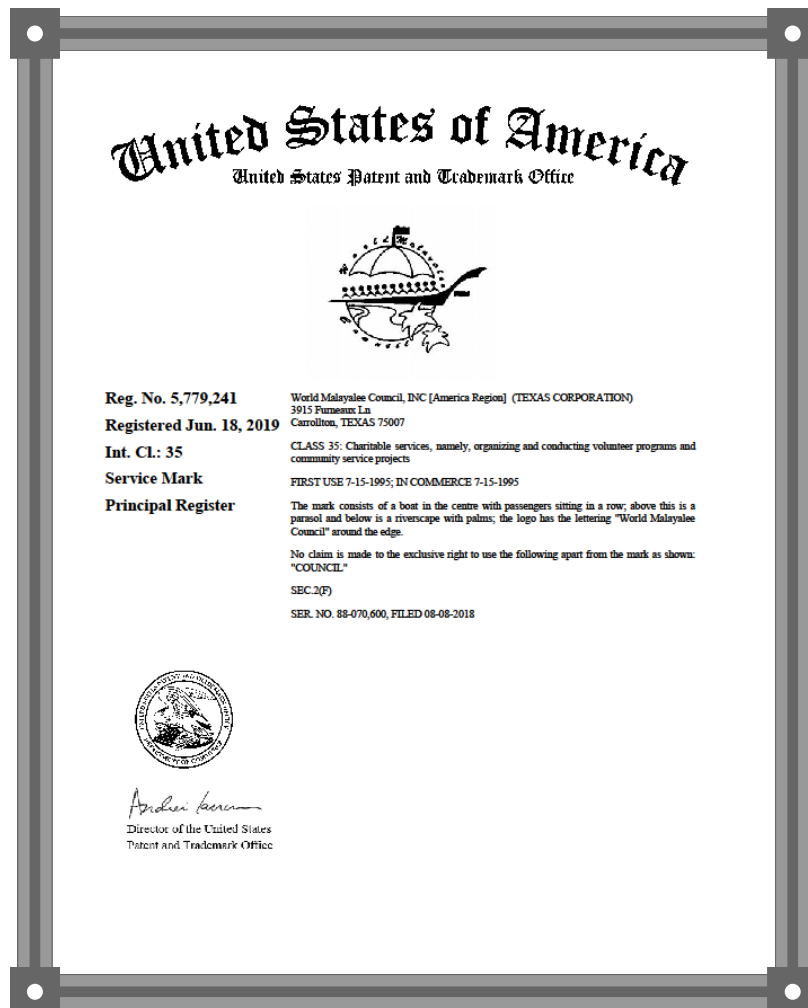 United States of America
United States Patent and Trademark Office
World Malayalee
Council
Reg. No. 5,779,241
Registered Jun. 18, 2019
Int. Cl.: 35
Service Mark
Principal Register
World Malayalee Council, INC [America Region] (TEXAS CORPORATION)
3915 Furneaux Ln
Carrollton, TEXAS 75007
CLASS 35: Charitable services, namely, organizing and conducting volunteer programs and
community service projects
FIRST USE 7-15-1995; IN COMMERCE 7-15-1995
The mark consists of a boat in the centre with passengers sitting in a row; above this is a
parasol and below is a riverscape with palms; the logo has the lettering "World Malayalee
Council" around the edge.
No claim is made to the exclusive right to use the following apart from the mark as shown:
"COUNCIL"
SEC.2(F)
SER. NO. 88-070,600, FILED 08-08-2018
Director of the United States
Patent and Trademark Office